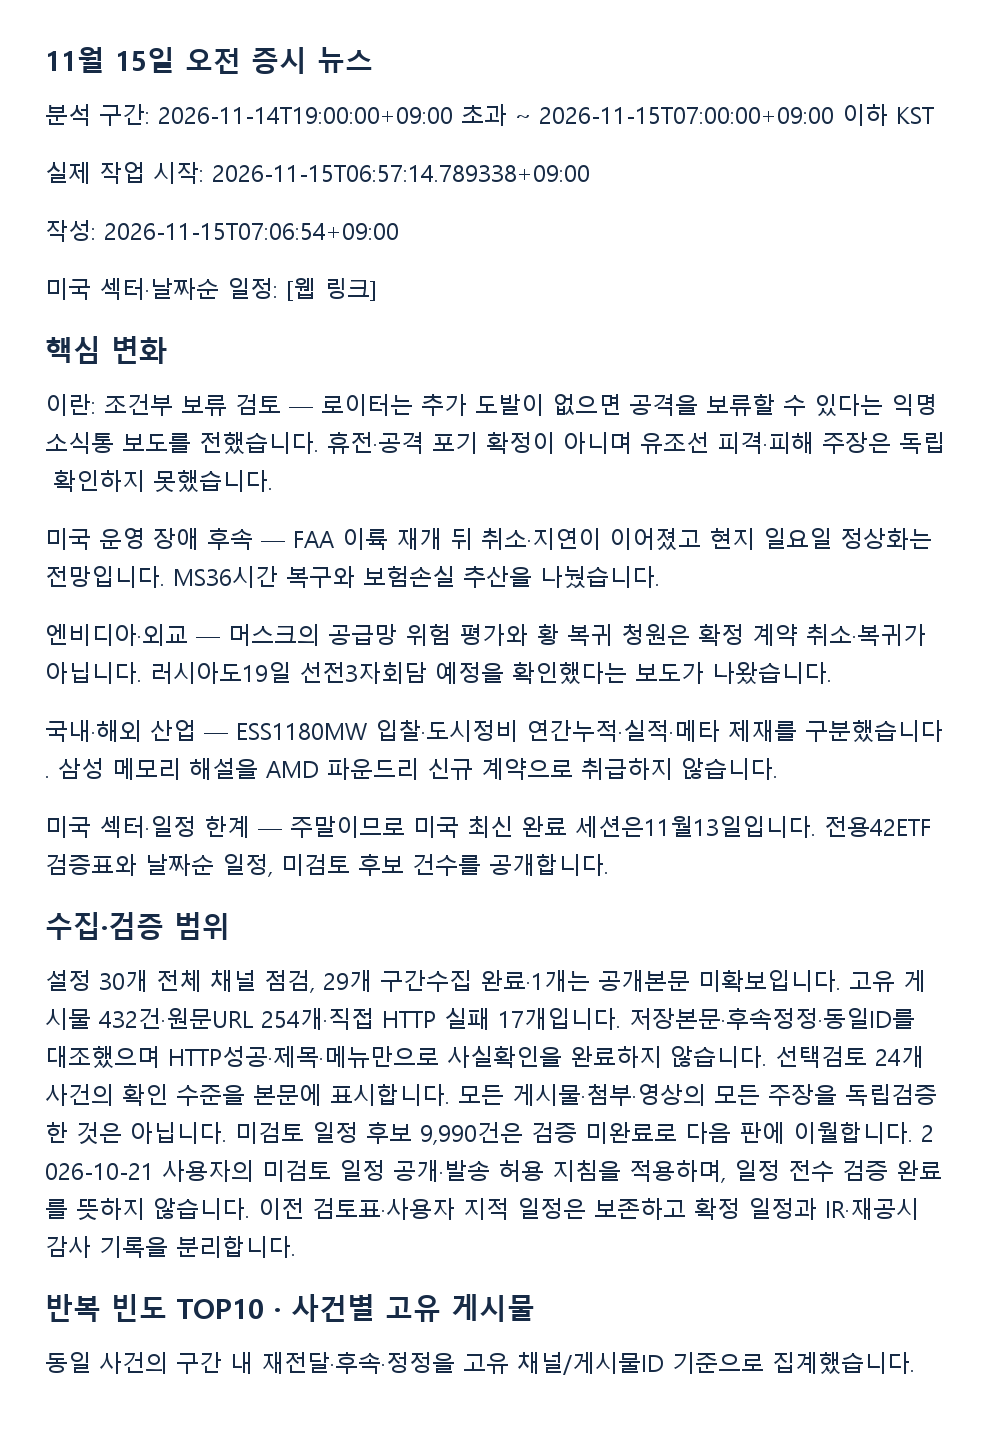 11월 15일 오전 증시 뉴스
분석 구간: 2026-11-14T19:00:00+09:00 초과 ~ 2026-11-15T07:00:00+09:00 이하 KST
실제 작업 시작: 2026-11-15T06:57:14.789338+09:00
작성: 2026-11-15T07:06:54+09:00
미국 섹터·날짜순 일정: [웹 링크]
핵심 변화
이란: 조건부 보류 검토 — 로이터는 추가 도발이 없으면 공격을 보류할 수 있다는 익명
소식통 보도를 전했습니다. 휴전·공격 포기 확정이 아니며 유조선 피격·피해 주장은 독립
확인하지 못했습니다.
미국 운영 장애 후속 — FAA 이륙 재개 뒤 취소·지연이 이어졌고 현지 일요일 정상화는
전망입니다. MS36시간 복구와 보험손실 추산을 나눴습니다.
엔비디아·외교 — 머스크의 공급망 위험 평가와 황 복귀 청원은 확정 계약 취소·복귀가
아닙니다. 러시아도19일 선전3자회담 예정을 확인했다는 보도가 나왔습니다.
국내·해외 산업 — ESS1180MW 입찰·도시정비 연간누적·실적·메타 제재를 구분했습니다
. 삼성 메모리 해설을 AMD 파운드리 신규 계약으로 취급하지 않습니다.
미국 섹터·일정 한계 — 주말이므로 미국 최신 완료 세션은11월13일입니다. 전용42ETF
검증표와 날짜순 일정, 미검토 후보 건수를 공개합니다.
수집·검증 범위
설정 30개 전체 채널 점검, 29개 구간수집 완료·1개는 공개본문 미확보입니다. 고유 게
시물 432건·원문URL 254개·직접 HTTP 실패 17개입니다. 저장본문·후속정정·동일ID를
대조했으며 HTTP성공·제목·메뉴만으로 사실확인을 완료하지 않습니다. 선택검토 24개
사건의 확인 수준을 본문에 표시합니다. 모든 게시물·첨부·영상의 모든 주장을 독립검증
한 것은 아닙니다. 미검토 일정 후보 9,990건은 검증 미완료로 다음 판에 이월합니다. 2
026-10-21 사용자의 미검토 일정 공개·발송 허용 지침을 적용하며, 일정 전수 검증 완료
를 뜻하지 않습니다. 이전 검토표·사용자 지적 일정은 보존하고 확정 일정과 IR·재공시
감사 기록을 분리합니다.
반복 빈도 TOP10 · 사건별 고유 게시물
동일 사건의 구간 내 재전달·후속·정정을 고유 채널/게시물ID 기준으로 집계했습니다.